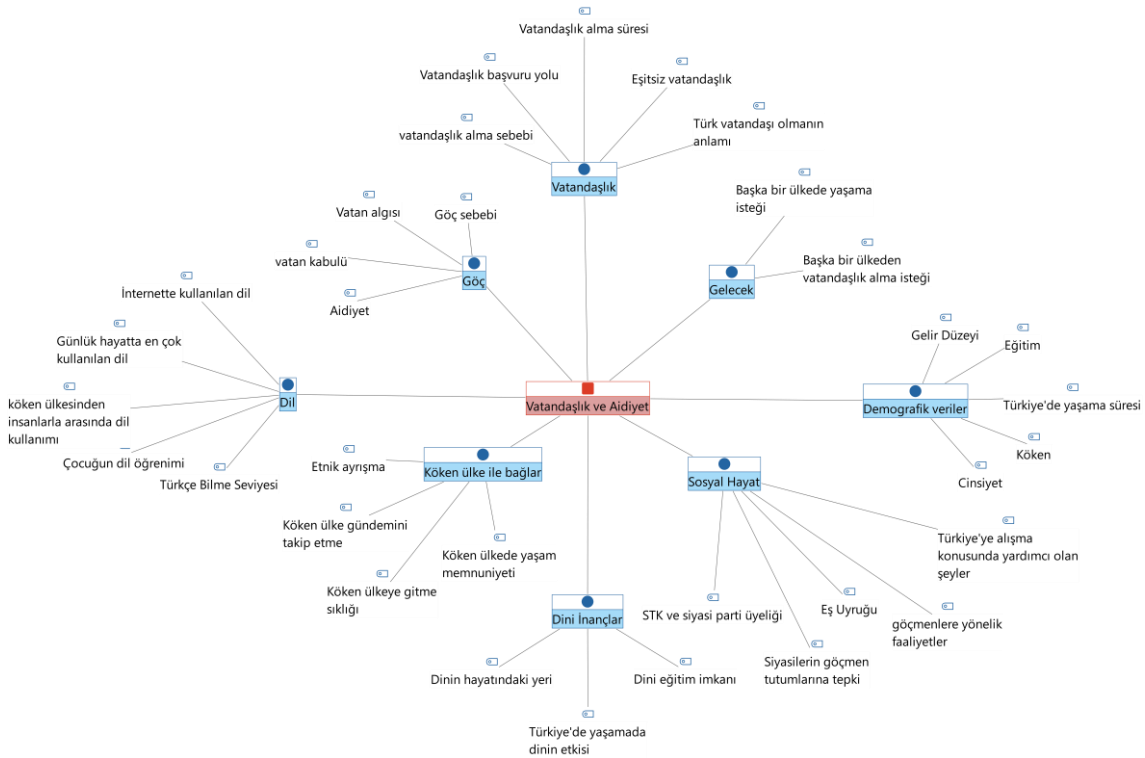 Vatandaşlık alma süresi
Vatandaşlık başvuru yolu
Eşitsiz vatandaşlık
vatandaşlık alma sebebi
Türk vatandaşı olmanın
anlamı
Vatandaşlık
Başka bir ülkede yaşama
isteği
Vatan algısı
Göç sebebi
vatan kabulü
Göç
Aidiyet
Başka bir ülkeden
vatandaşlık alma isteği
Gelecek
İnternette kullanılan dil
Günlük hayatta en çok
kullanılan dil
köken ülkesinden
insanlarla arasında dil
kullanımı
Çocuğun dil öğrenimi
Türkçe Bilme Seviyesi
Dil
Vatandaşlık ve Aidiyet
Gelir Düzeyi
Eğitim
Demografik veriler
Türkiye'de yaşama süresi
Köken
Cinsiyet
Etnik ayrışma
Köken ülke ile bağlar
Köken ülke gündemini
takip etme
Köken ülkede yaşam
memnuniyeti
Köken ülkeye gitme
sıklığı
Sosyal Hayat
Türkiye'ye alışma
konusunda yardımcı olan
şeyler
STK ve siyasi parti üyeliği
Eş Uyruğu
göçmenlere yönelik
faaliyetler
Siyasilerin göçmen
tutumlarına tepki
Dini İnançlar
Dinin hayatındaki yeri
Dini eğitim imkanı
Türkiye'de yaşamada
dinin etkisi